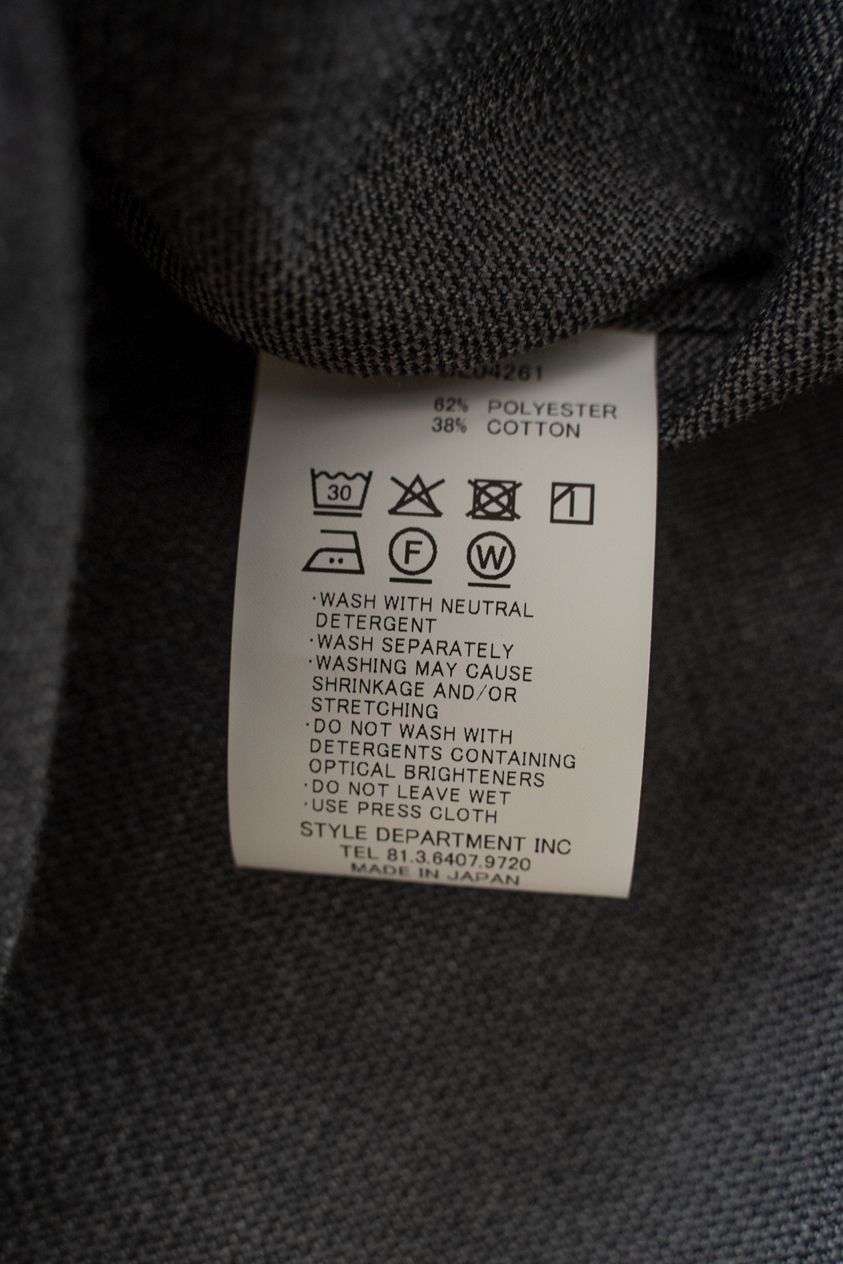 62% POLYESTER
38% COTTON
30
F W
·WASH WITH NEUTRAL
DETERGENT
·WASH SEPARATELY
·WASHING MAY CAUSE
SHRINKAGE AND/OR
STRETCHING
·DO NOT WASH WITH
DETERGENTS CONTAINING
OPTICAL BRIGHTENERS
·DO NOT LEAVE WET
·USE PRESS CLOTH
STYLE DEPARTMENT INC
TEL 81.3.6407.9720
MADE IN JAPAN